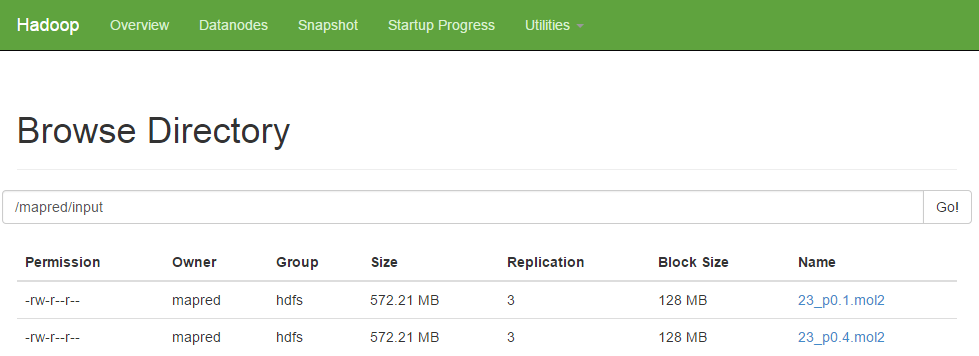 Hadoop Overview Datanodes Snapshot Startup Progress Utilities
Browse Directory
/mapred/input Go!
Permission Owner Group Size Replication Block Size Name
-rw-r--r-- mapred hdfs 572.21 MB 3 128 MB 23_p0.1.mol2
-rw-r--r-- mapred hdfs 572.21 MB 3 128 MB 23_p0.4.mol2